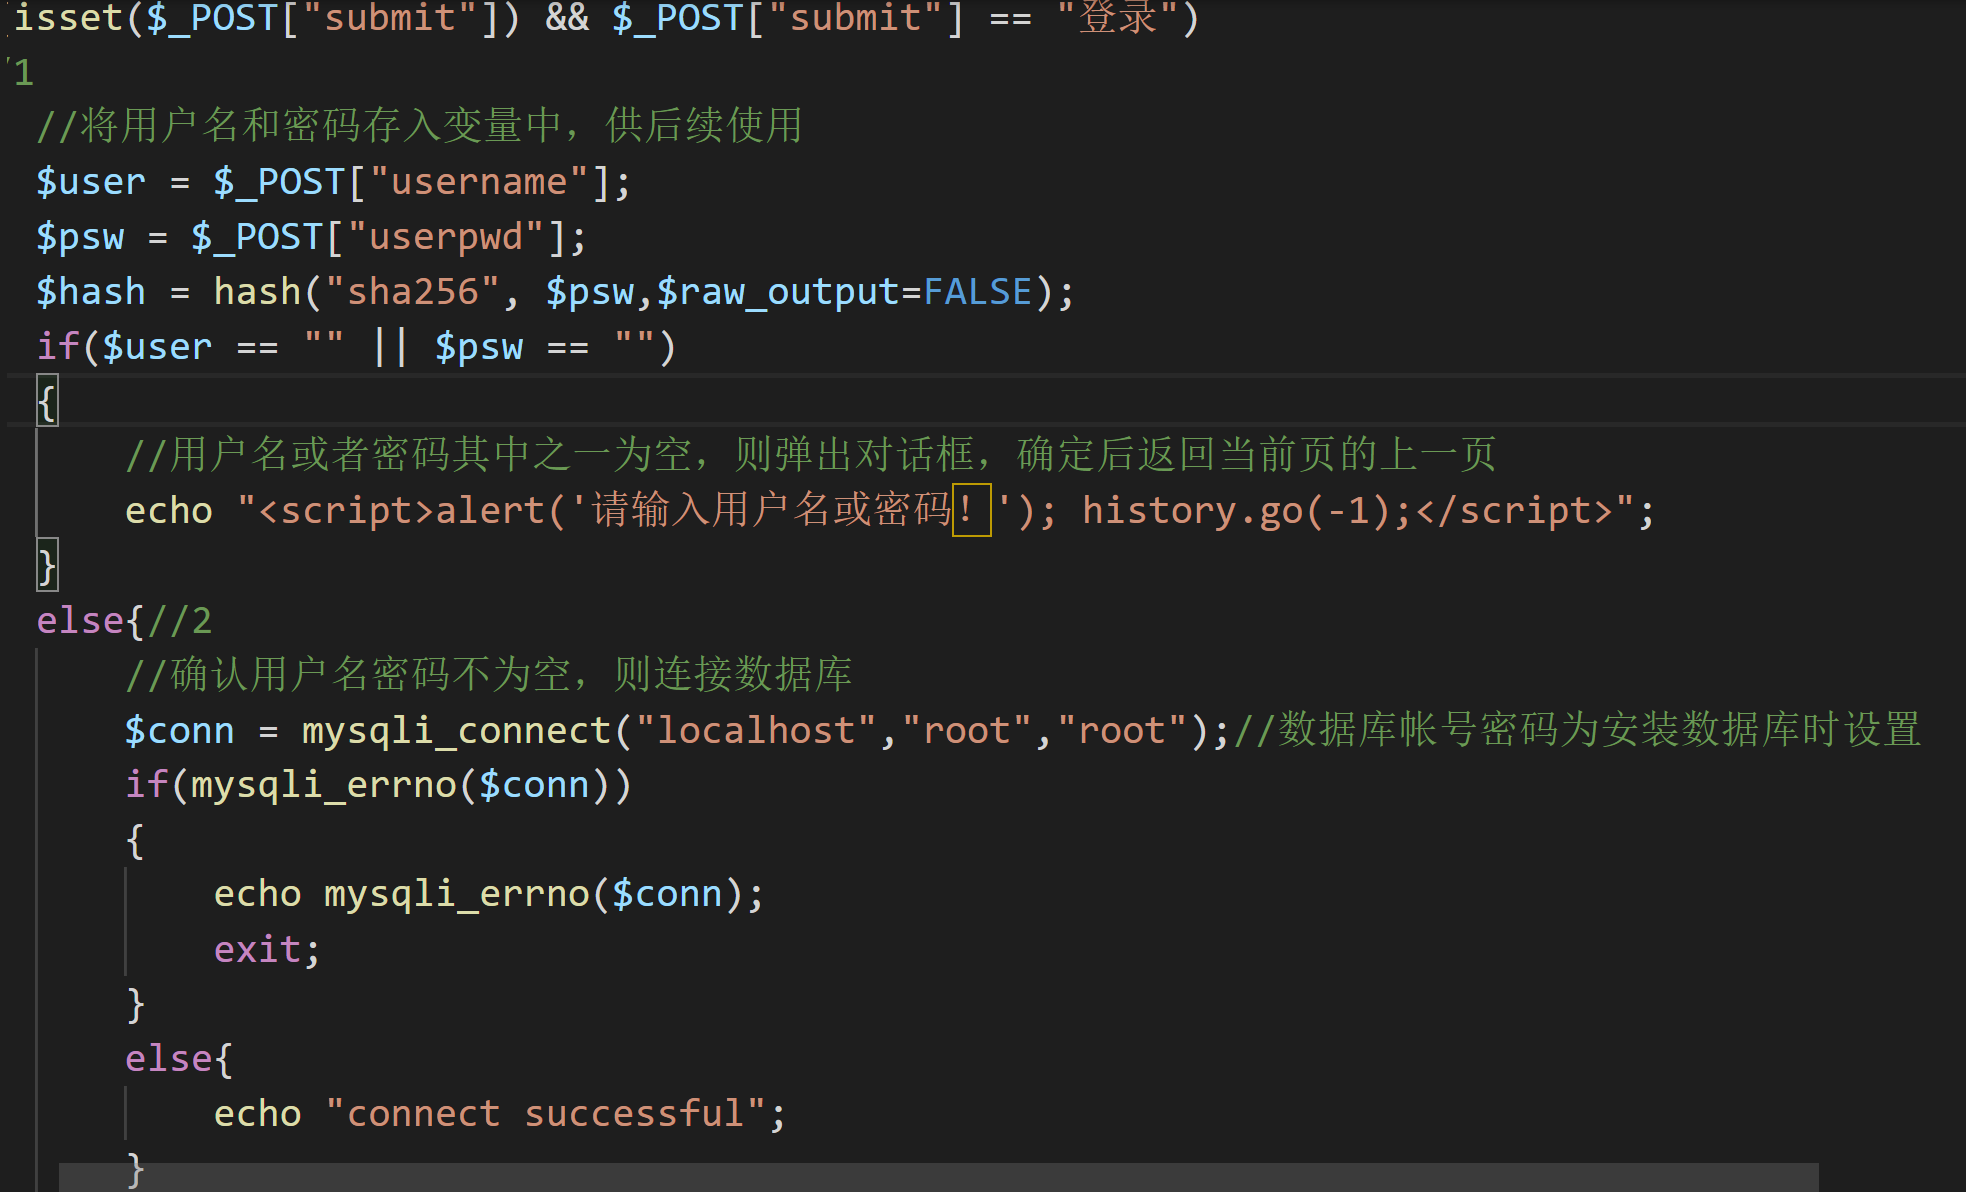 isset($_POST["submit"]) && $_POST["submit"] == "登录")
/1
//将用户名和密码存入变量中，供后续使用
$user = $_POST["username"];
$psw = $_POST["userpwd"];
$hash = hash("sha256", $psw,$raw_output=FALSE);
if($user == "" || $psw == "")
{
//用户名或者密码其中之一为空，则弹出对话框，确定后返回当前页的上一页
echo "<script>alert('请输入用户名或密码！'); history.go(-1);</script>";
}
else{//2
//确认用户名密码不为空，则连接数据库
$conn = mysqli_connect("localhost","root","root");//数据库帐号密码为安装数据库时设置
if(mysqli_errno($conn))
{
echo mysqli_errno($conn);
exit;
}
else{
echo "connect successful";
}